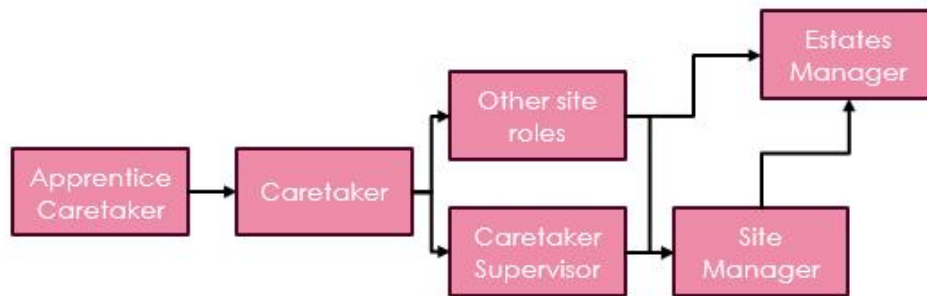 Apprentice
Caretaker
Caretaker
Other site
roles
Caretaker
Supervisor
Site
Manager
Estates
Manager